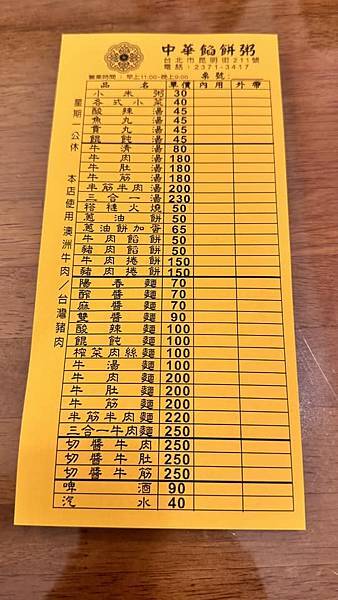 中華餡餅粥
台北市昆明街211號
電話：2371-3417
營業時間：早上11:00-晚上9:00 桌號：
品名 單價 內用 外帶
小米粥 30
各式小菜 40
酸辣湯 45
魚丸湯 45
貢丸湯 45
餛飩湯 45
牛清湯 80
牛肉湯 180
牛肚湯 180
牛筋湯 180
半筋半肉湯 200
三合一湯 230
褡褳火燒 50
蔥油餅 50
蔥油餅加蛋 65
牛肉餡餅 50
豬肉餡餅 50
牛肉捲餅 150
豬肉捲餅 150
陽春麵 70
酢醬麵 70
麻醬麵 70
雙醬麵 90
酸辣麵 100
餛飩麵 100
榨菜肉絲麵 100
牛湯麵 100
牛肉麵 200
牛肚麵 200
牛筋麵 200
半筋半肉麵 220
三合一牛肉麵 250
切醬牛肉 250
切醬牛肚 250
切醬牛筋 250
啤酒 90
汽水 40
星期一公休
本店使用澳洲牛肉／台灣豬肉